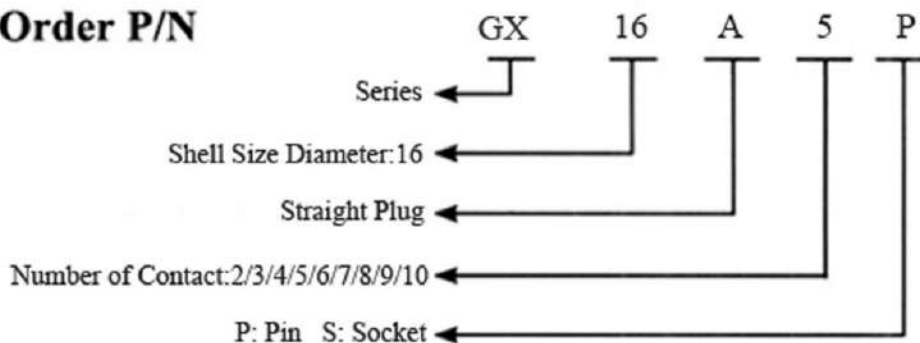 Order P/N GX 16 A 5 P
Series
Shell Size Diameter:16
Straight Plug
Number of Contact:2/3/4/5/6/7/8/9/10
P: Pin S: Socket